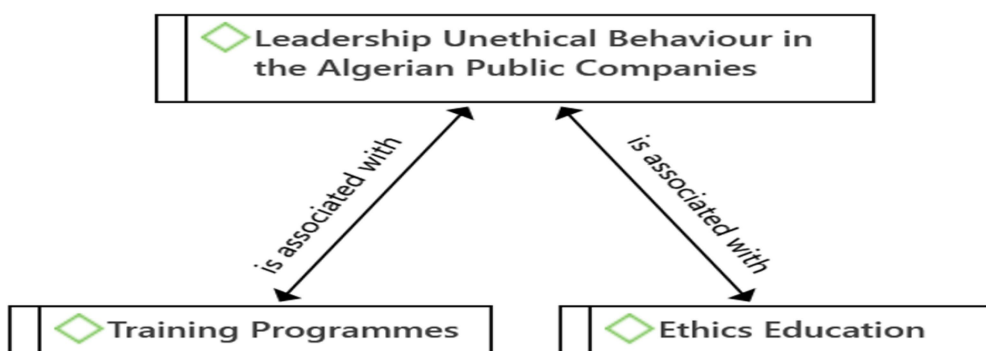 Leadership Unethical Behaviour in
the Algerian Public Companies
is associated with
is associated with
Training Programmes
Ethics Education